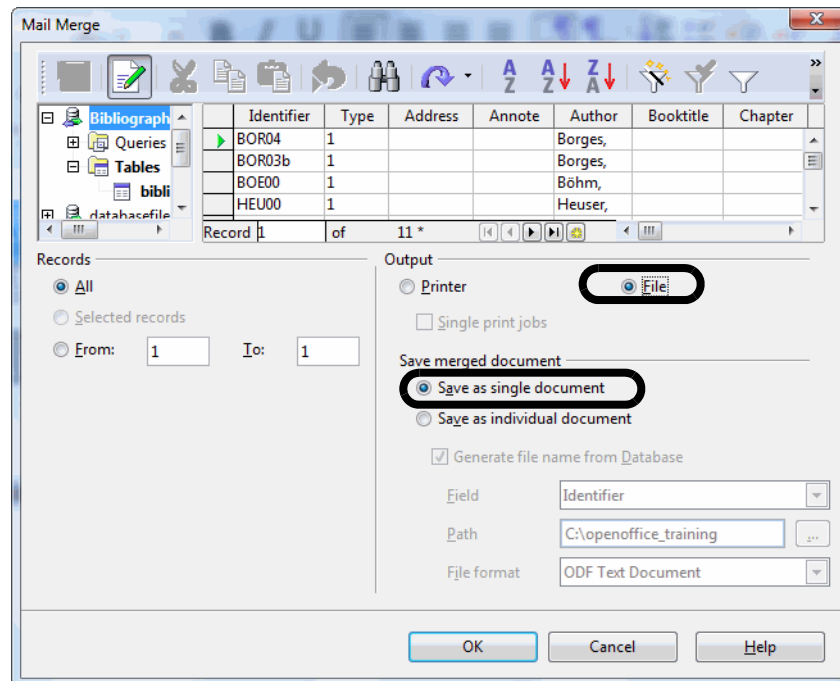 Mail Merge
A Z A Z Z A »
Bibliograph Identifier Type Address Annote Author Booktitle Chapter
Queries BOR04 1 Borges,
Tables BOR03b 1 Borges,
bibli BOE00 1 Böhm,
databasefile HEU00 1 Heuser,
Record 1 of 11 *
Records Output
All Printer File
Selected records Single print jobs
From: 1 To: 1
Save merged document
Save as single document
Save as individual document
Generate file name from Database
Field Identifier
Path C:\openoffice_training ...
File format ODF Text Document
OK Cancel Help